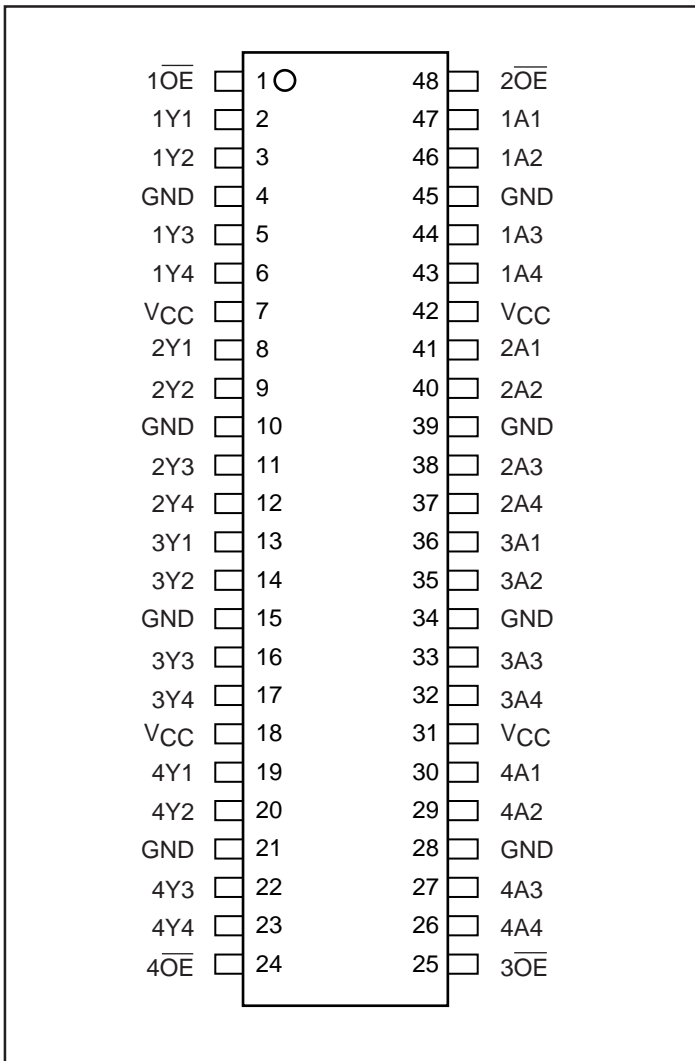 1O̅E̅ 1 48 2O̅E̅
1Y1 2 47 1A1
1Y2 3 46 1A2
GND 4 45 GND
1Y3 5 44 1A3
1Y4 6 43 1A4
VCC 7 42 VCC
2Y1 8 41 2A1
2Y2 9 40 2A2
GND 10 39 GND
2Y3 11 38 2A3
2Y4 12 37 2A4
3Y1 13 36 3A1
3Y2 14 35 3A2
GND 15 34 GND
3Y3 16 33 3A3
3Y4 17 32 3A4
VCC 18 31 VCC
4Y1 19 30 4A1
4Y2 20 29 4A2
GND 21 28 GND
4Y3 22 27 4A3
4Y4 23 26 4A4
4O̅E̅ 24 25 3O̅E̅